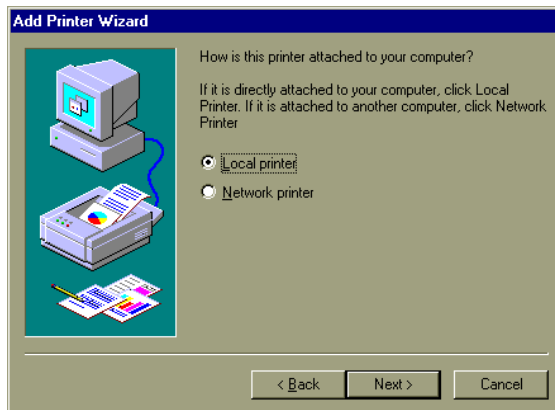 Add Printer Wizard
How is this printer attached to your computer?
If it is directly attached to your computer, click Local
Printer. If it is attached to another computer, click Network
Printer
Local printer
Network printer
< Back
Next >
Cancel